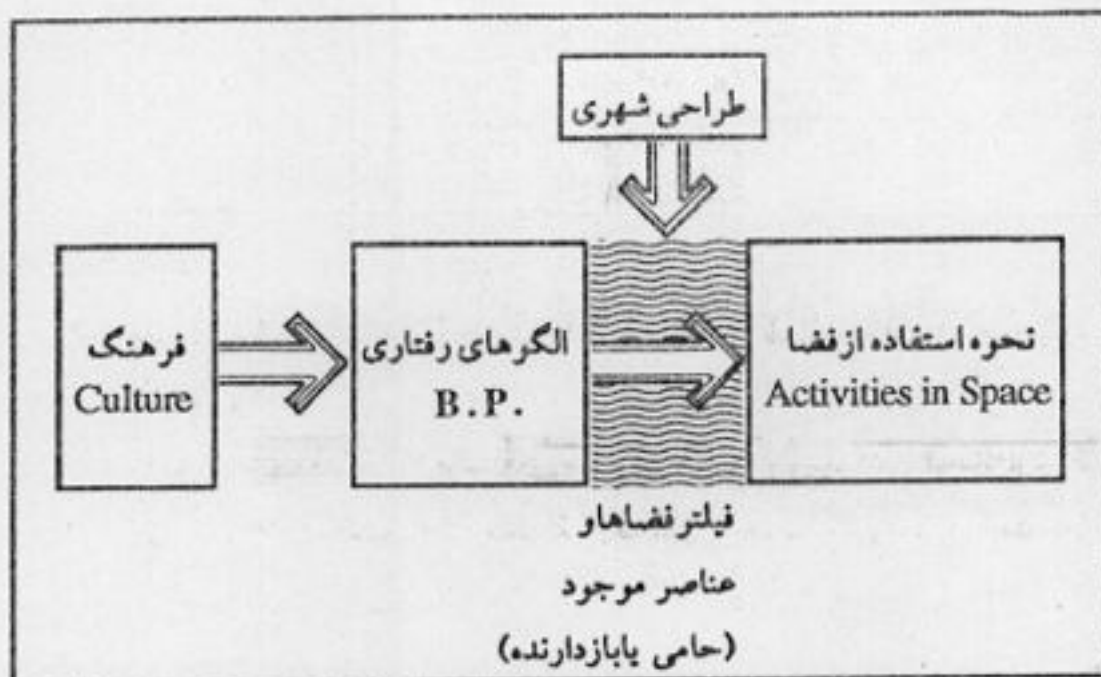 طراحی شهری
فرهنگ
Culture
الگوهای رفتاری
B.P.
نحوه استفاده از فضا
Activities in Space
فیلتر فضاها و
عناصر موجود
(حامی یا بازدارنده)